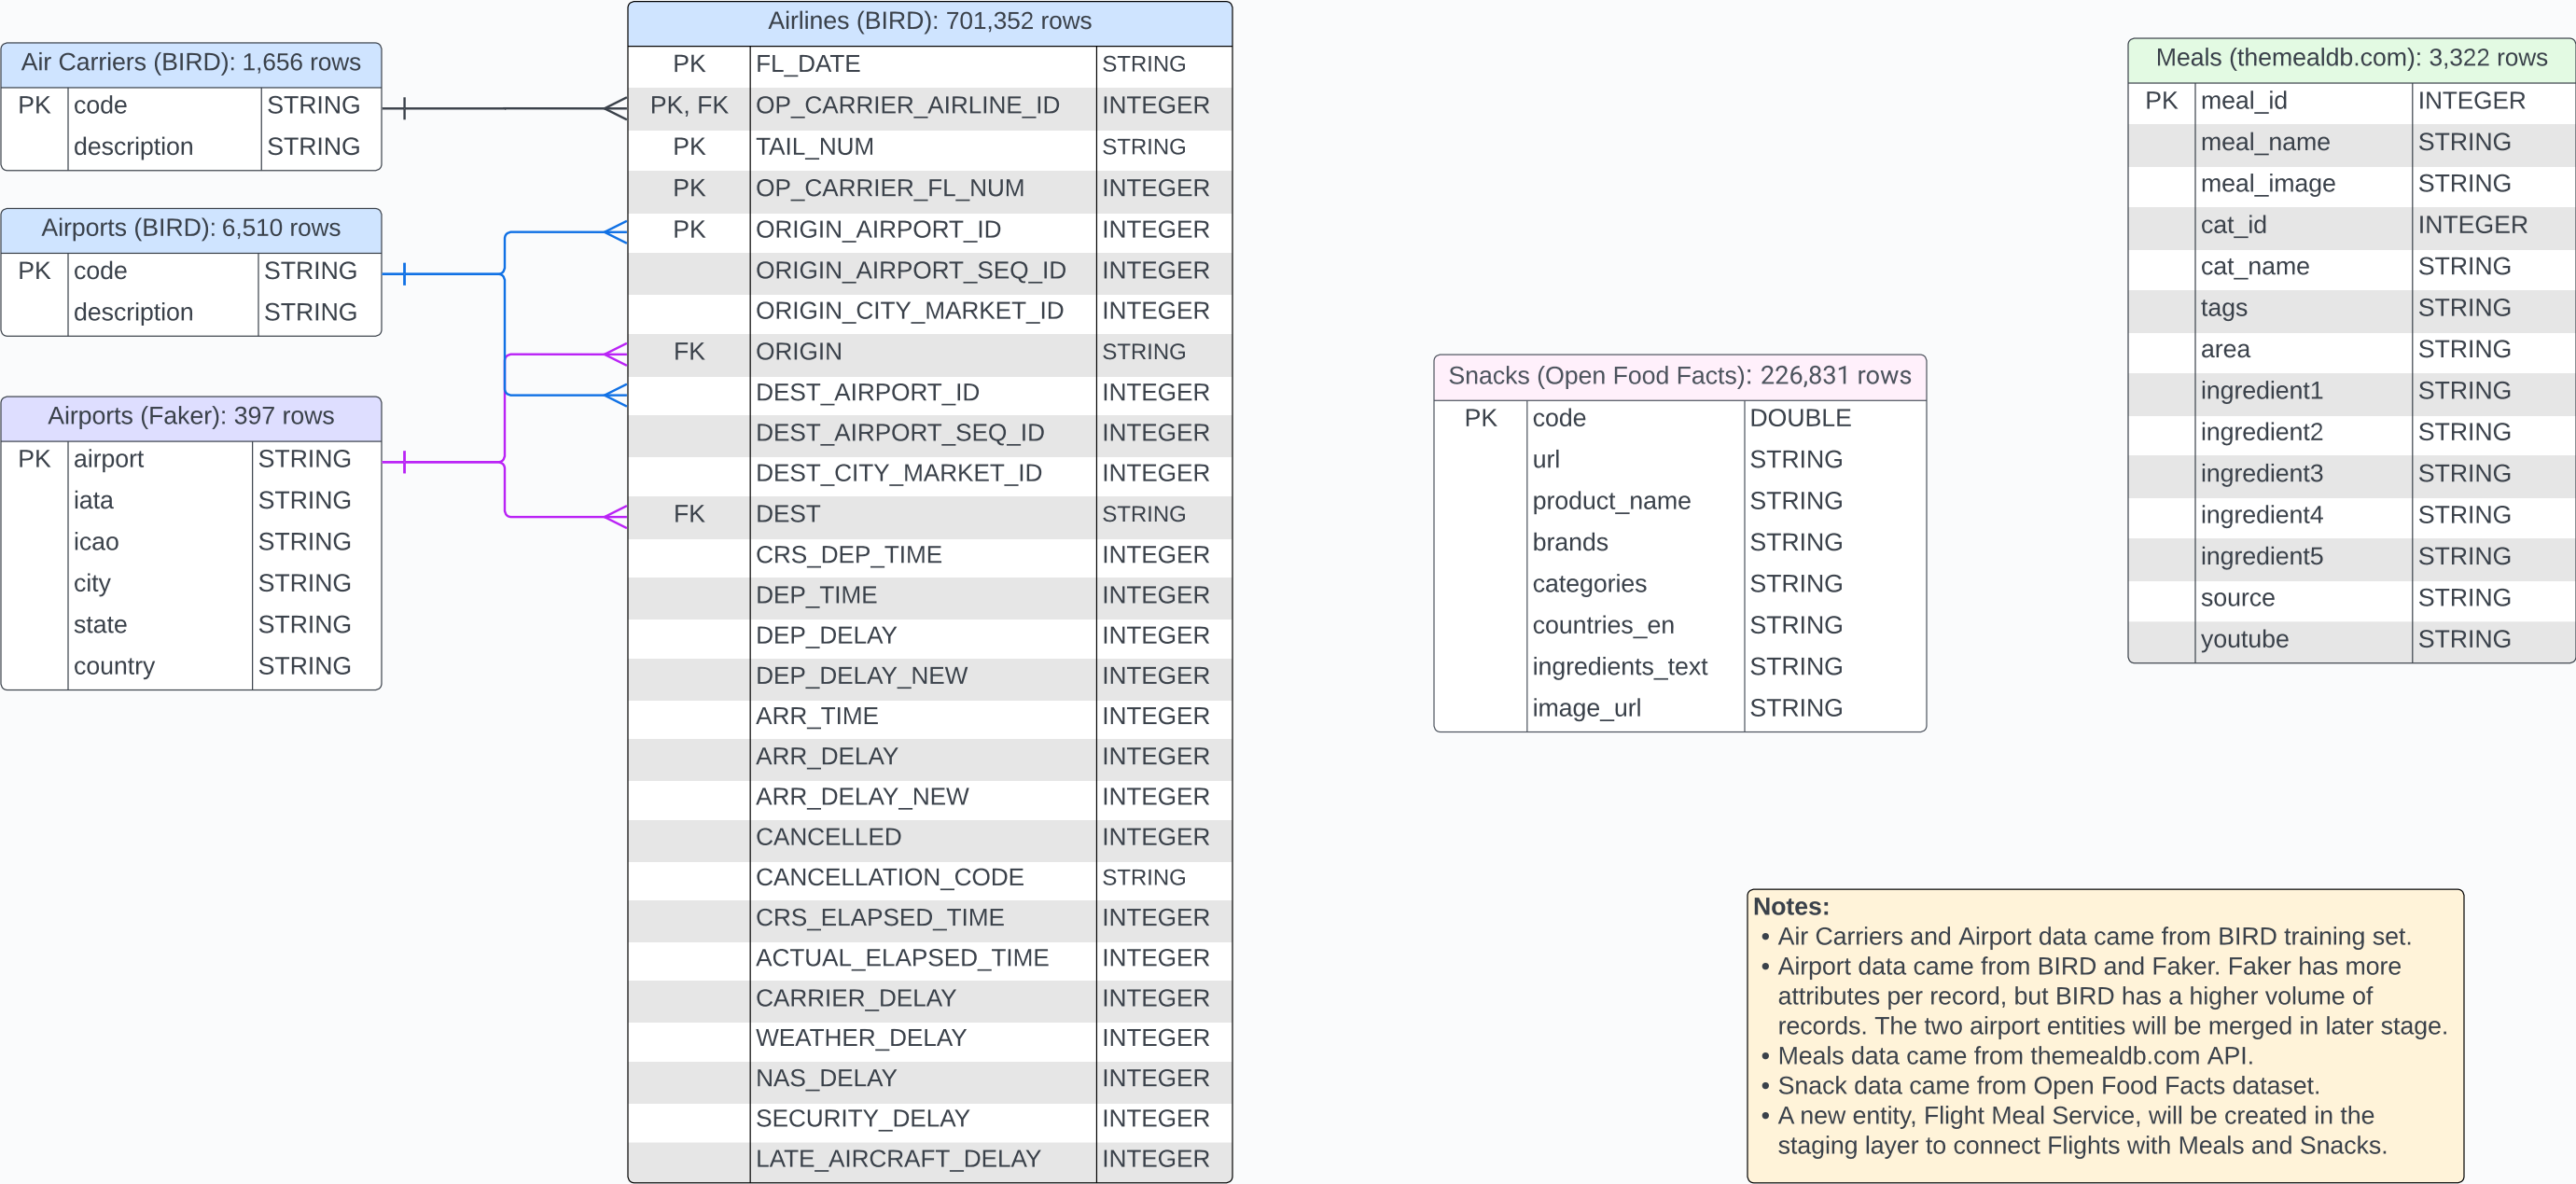 Air Carriers (BIRD): 1,656 rows
PK code STRING
description STRING
Airports (BIRD): 6,510 rows
PK code STRING
description STRING
Airports (Faker): 397 rows
PK airport STRING
iata STRING
icao STRING
city STRING
state STRING
country STRING
Airlines (BIRD): 701,352 rows
PK FL_DATE STRING
PK, FK OP_CARRIER_AIRLINE_ID INTEGER
PK TAIL_NUM STRING
PK OP_CARRIER_FL_NUM INTEGER
PK ORIGIN_AIRPORT_ID INTEGER
ORIGIN_AIRPORT_SEQ_ID INTEGER
ORIGIN_CITY_MARKET_ID INTEGER
FK ORIGIN STRING
DEST_AIRPORT_ID INTEGER
DEST_AIRPORT_SEQ_ID INTEGER
DEST_CITY_MARKET_ID INTEGER
FK DEST STRING
CRS_DEP_TIME INTEGER
DEP_TIME INTEGER
DEP_DELAY INTEGER
DEP_DELAY_NEW INTEGER
ARR_TIME INTEGER
ARR_DELAY INTEGER
ARR_DELAY_NEW INTEGER
CANCELLED INTEGER
CANCELLATION_CODE STRING
CRS_ELAPSED_TIME INTEGER
ACTUAL_ELAPSED_TIME INTEGER
CARRIER_DELAY INTEGER
WEATHER_DELAY INTEGER
NAS_DELAY INTEGER
SECURITY_DELAY INTEGER
LATE_AIRCRAFT_DELAY INTEGER
Snacks (Open Food Facts): 226,831 rows
PK code DOUBLE
url STRING
product_name STRING
brands STRING
categories STRING
countries_en STRING
ingredients_text STRING
image_url STRING
Meals (themealdb.com): 3,322 rows
PK meal_id INTEGER
meal_name STRING
meal_image STRING
cat_id INTEGER
cat_name STRING
tags STRING
area STRING
ingredient1 STRING
ingredient2 STRING
ingredient3 STRING
ingredient4 STRING
ingredient5 STRING
source STRING
youtube STRING
Notes:
• Air Carriers and Airport data came from BIRD training set.
• Airport data came from BIRD and Faker. Faker has more
attributes per record, but BIRD has a higher volume of
records. The two airport entities will be merged in later stage.
• Meals data came from themealdb.com API.
• Snack data came from Open Food Facts dataset.
• A new entity, Flight Meal Service, will be created in the
staging layer to connect Flights with Meals and Snacks.